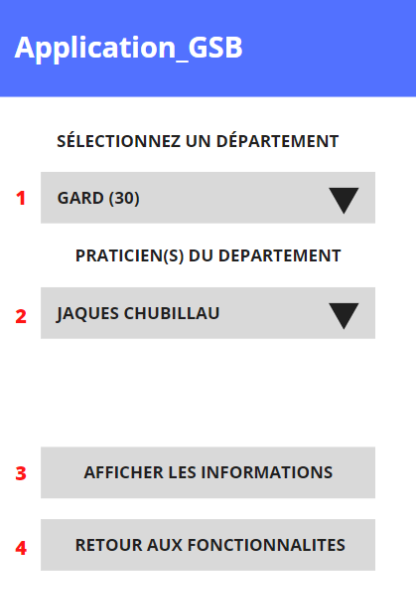 Application_GSB
SÉLECTIONNEZ UN DÉPARTEMENT
1 GARD (30)
PRATICIEN(S) DU DEPARTEMENT
2 JAQUES CHUBILLAU
3 AFFICHER LES INFORMATIONS
4 RETOUR AUX FONCTIONNALITES